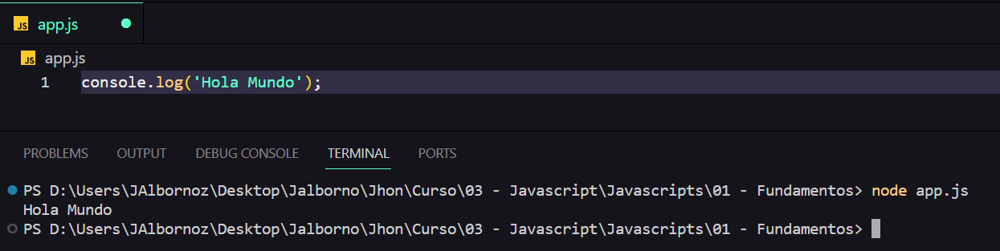 JS app.js
JS app.js
1 console.log('Hola Mundo');
PROBLEMS OUTPUT DEBUG CONSOLE TERMINAL PORTS
PS D:\Users\JAlbornoz\Desktop\Jalborno\Jhon\Curso\03 - Javascript\Javascripts\01 - Fundamentos> node app.js
Hola Mundo
PS D:\Users\JAlbornoz\Desktop\Jalborno\Jhon\Curso\03 - Javascript\Javascripts\01 - Fundamentos>